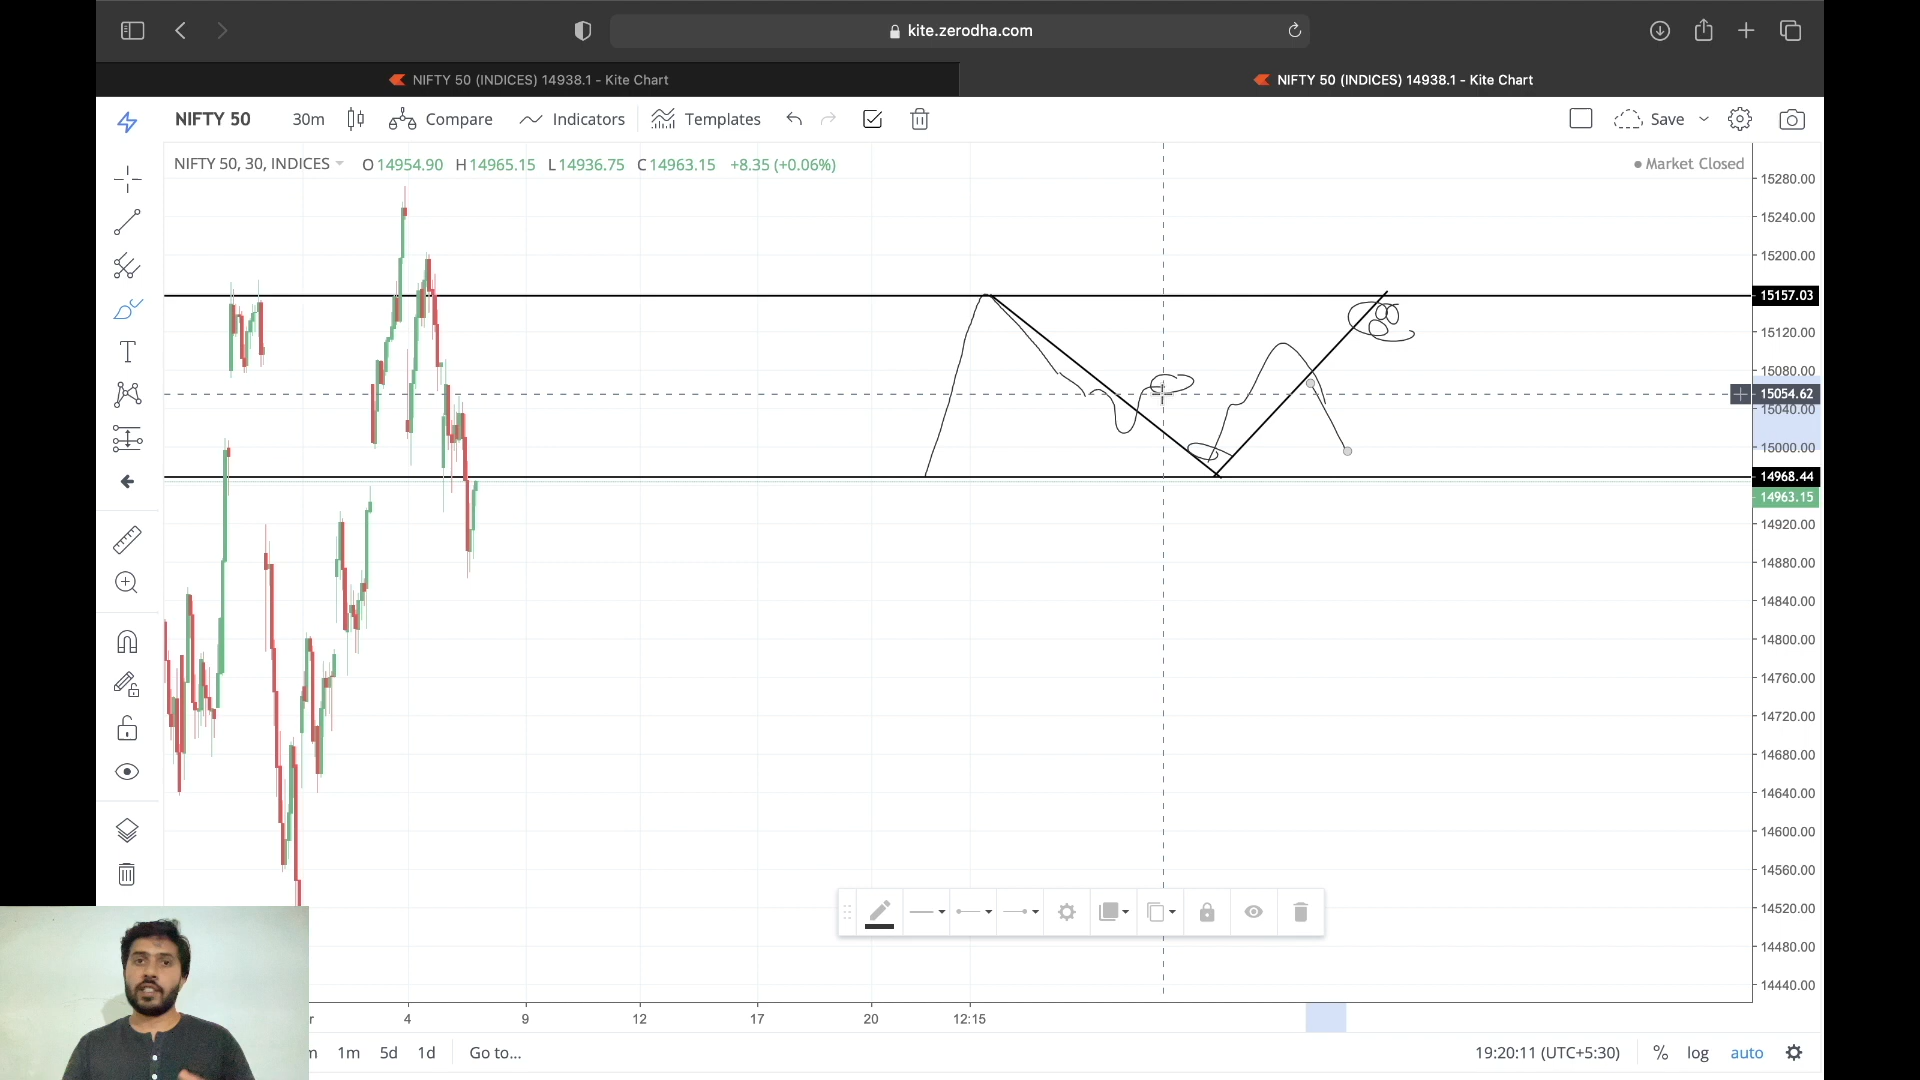 kite.zerodha.com
NIFTY 50 (INDICES) 14938.1 - Kite Chart
NIFTY 50 (INDICES) 14938.1 - Kite Chart
NIFTY 50 30m Compare Indicators Templates Save
NIFTY 50, 30, INDICES O 14954.90 H 14965.15 L 14936.75 C 14963.15 +8.35 (+0.06%)
Market Closed
15280.00
15240.00
15200.00
15157.03
15120.00
15080.00
15054.62
15040.00
15000.00
14968.44
14963.15
14920.00
14880.00
14840.00
14800.00
14760.00
14720.00
14680.00
14640.00
14600.00
14560.00
14520.00
14480.00
14440.00
4 9 12 17 20 12:15
1m 5d 1d Go to...
19:20:11 (UTC+5:30) % log auto